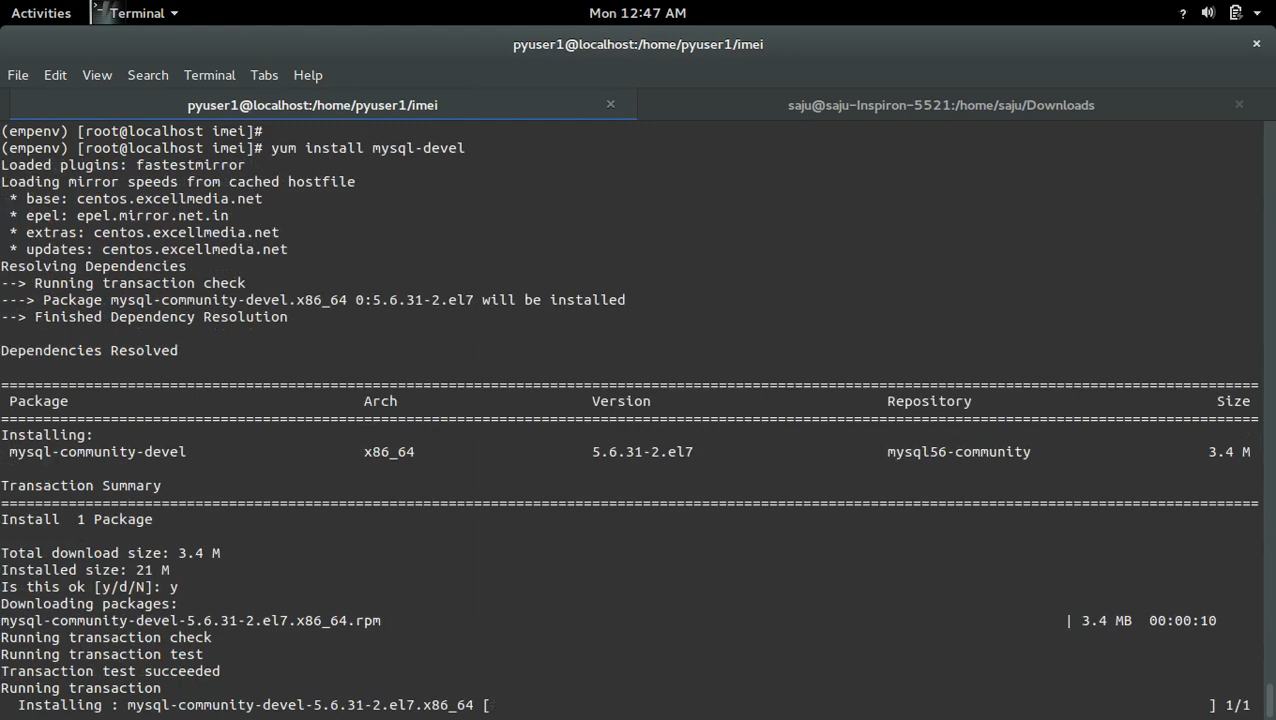 Activities
Terminal
Mon 12:47 AM
?
pyuser1@localhost:/home/pyuser1/imei
×
File Edit View Search Terminal Tabs Help
pyuser1@localhost:/home/pyuser1/imei ×
saju@saju-Inspiron-5521:/home/saju/Downloads ×
(empenv) [root@localhost imei]#
(empenv) [root@localhost imei]# yum install mysql-devel
Loaded plugins: fastestmirror
Loading mirror speeds from cached hostfile
 * base: centos.excellmedia.net
 * epel: epel.mirror.net.in
 * extras: centos.excellmedia.net
 * updates: centos.excellmedia.net
Resolving Dependencies
--> Running transaction check
---> Package mysql-community-devel.x86_64 0:5.6.31-2.el7 will be installed
--> Finished Dependency Resolution
Dependencies Resolved
================================================================================
Package Arch Version Repository Size
================================================================================
Installing:
mysql-community-devel x86_64 5.6.31-2.el7 mysql56-community 3.4 M
Transaction Summary
================================================================================
Install 1 Package
Total download size: 3.4 M
Installed size: 21 M
Is this ok [y/d/N]: y
Downloading packages:
mysql-community-devel-5.6.31-2.el7.x86_64.rpm | 3.4 MB 00:00:10
Running transaction check
Running transaction test
Transaction test succeeded
Running transaction
Installing : mysql-community-devel-5.6.31-2.el7.x86_64 [ ] 1/1